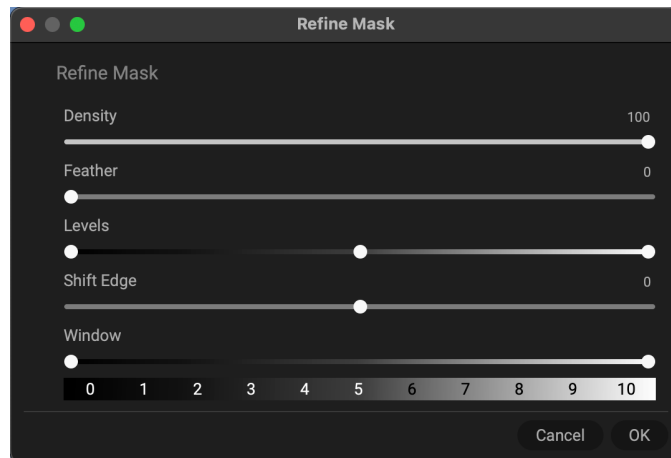 Refine Mask
Refine Mask
Density 100
Feather 0
Levels
Shift Edge 0
Window
0 1 2 3 4 5 6 7 8 9 10
Cancel OK